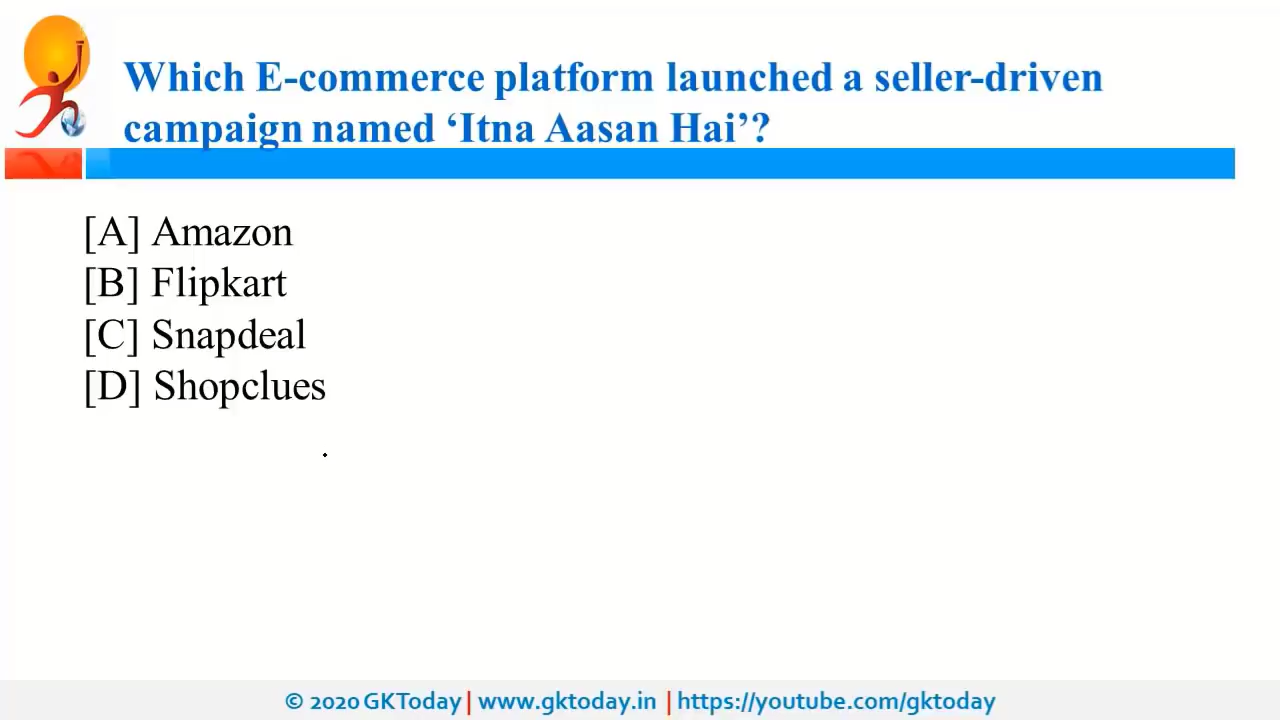 Which E-commerce platform launched a seller-driven
campaign named ‘Itna Aasan Hai’?
[A] Amazon
[B] Flipkart
[C] Snapdeal
[D] Shopclues
© 2020 GKToday | www.gktoday.in | https://youtube.com/gktoday